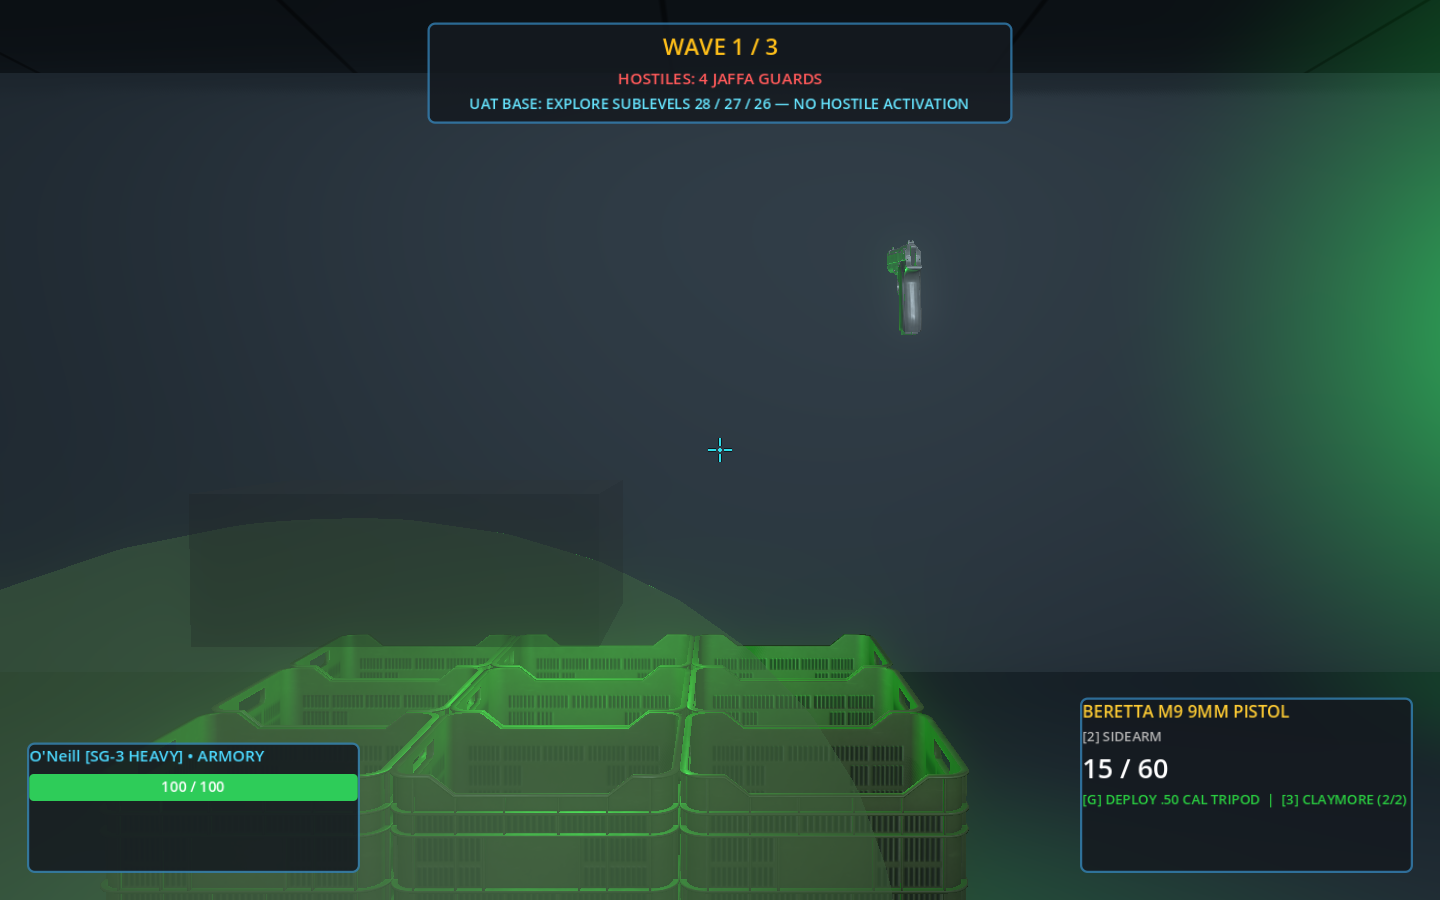 WAVE 1 / 3
HOSTILES: 4 JAFFA GUARDS
UAT BASE: EXPLORE SUBLEVELS 28 / 27 / 26 — NO HOSTILE ACTIVATION
O'Neill [SG-3 HEAVY] • ARMORY
100 / 100
BERETTA M9 9MM PISTOL
[2] SIDEARM
15 / 60
[G] DEPLOY .50 CAL TRIPOD | [3] CLAYMORE (2/2)